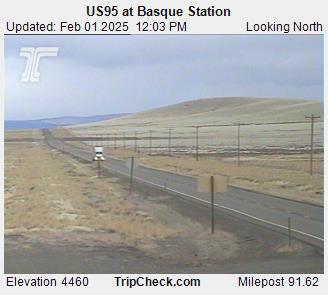 US95 at Basque Station
Updated: Feb 01 2025 12:03 PM Looking North
Elevation 4460 TripCheck.com Milepost 91.62